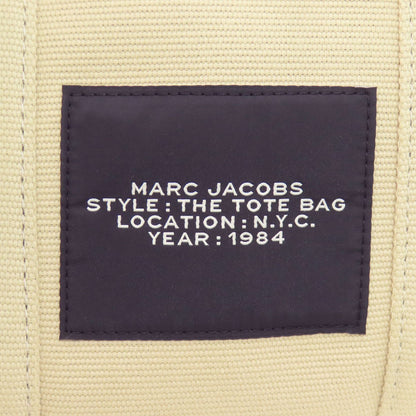 MARC JACOBS
STYLE : THE TOTE BAG
LOCATION : N.Y.C.
YEAR : 1984